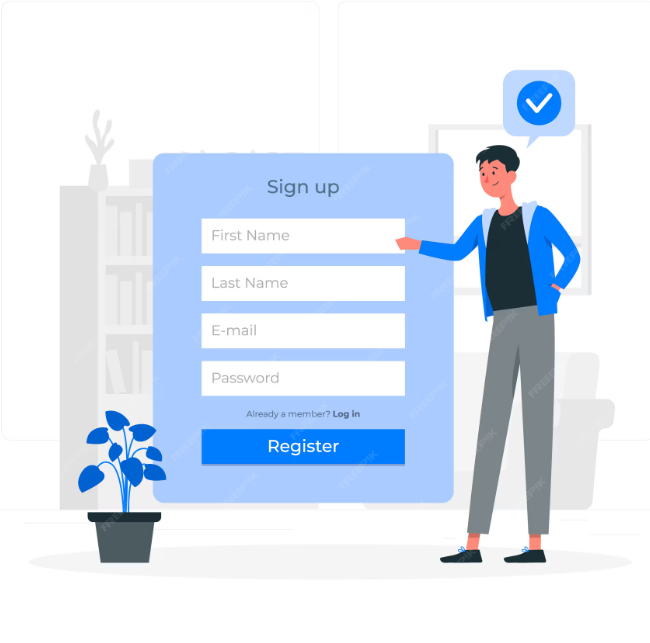 Sign up
First Name
Last Name
E-mail
Password
Already a member? Log in
Register